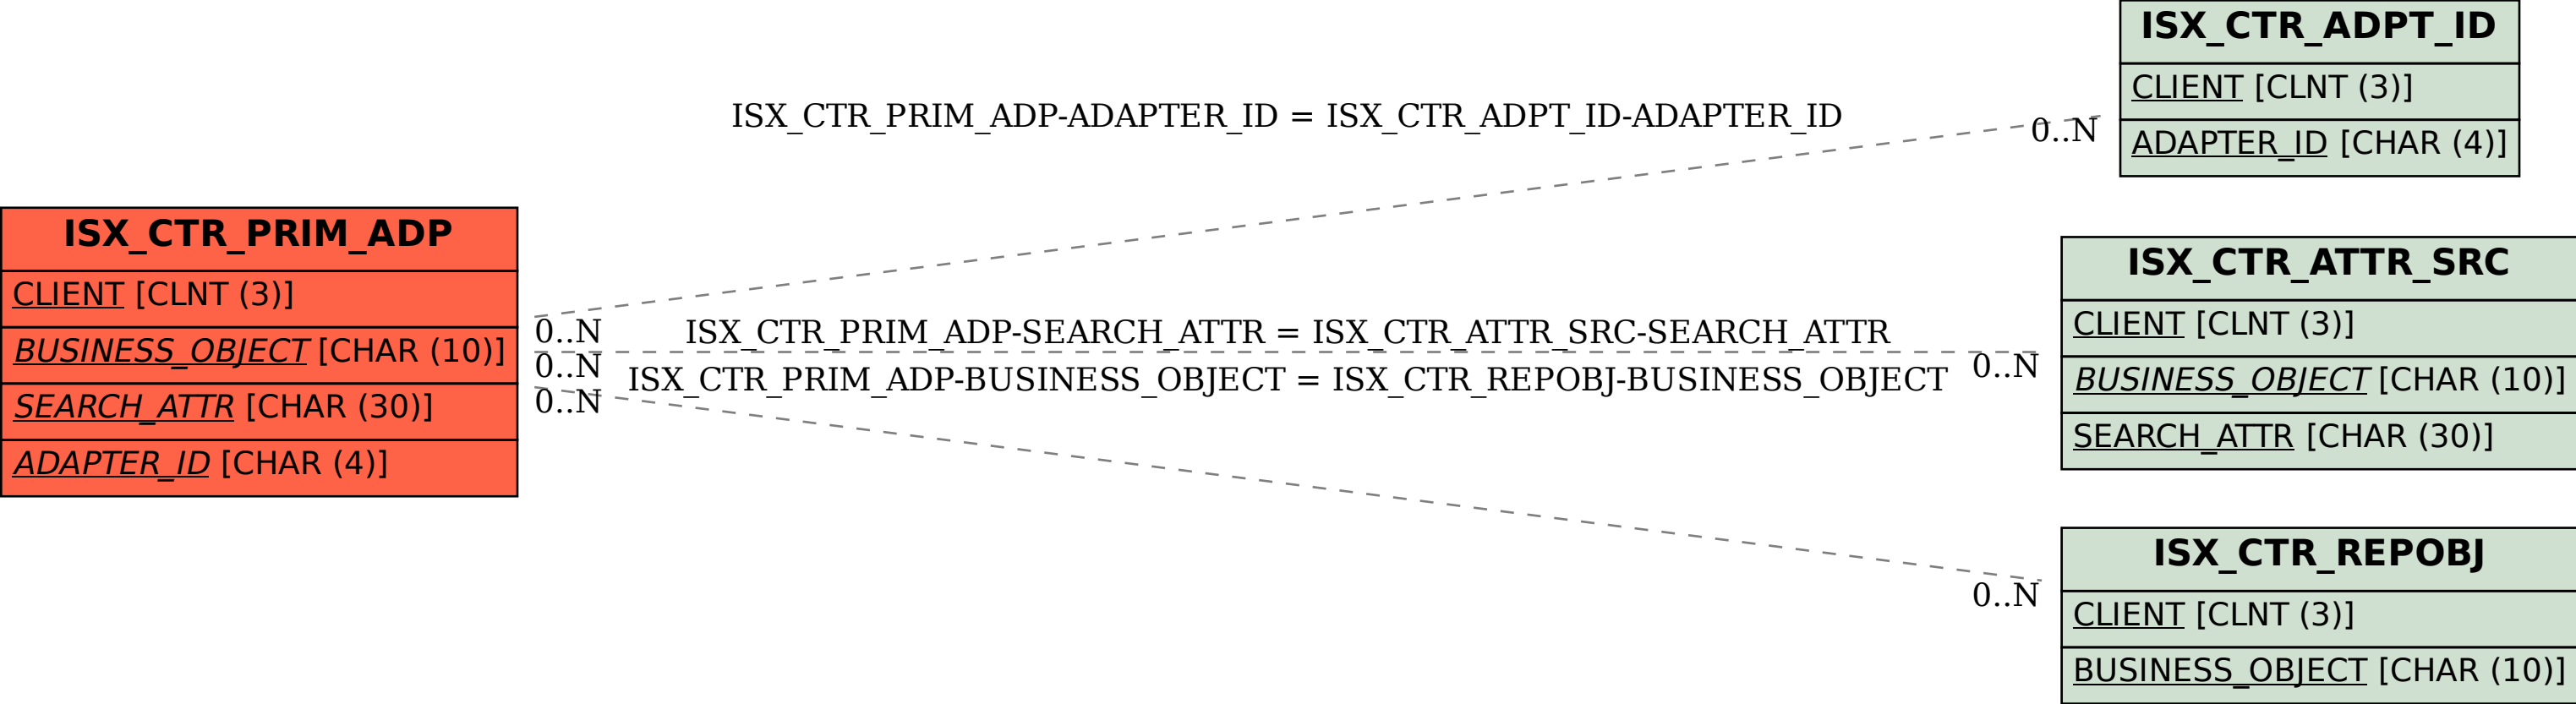 ISX_CTR_PRIM_ADP
CLIENT [CLNT (3)]
BUSINESS_OBJECT [CHAR (10)]
SEARCH_ATTR [CHAR (30)]
ADAPTER_ID [CHAR (4)]
ISX_CTR_PRIM_ADP-ADAPTER_ID = ISX_CTR_ADPT_ID-ADAPTER_ID
0..N
0..N
ISX_CTR_PRIM_ADP-SEARCH_ATTR = ISX_CTR_ATTR_SRC-SEARCH_ATTR
0..N
0..N
ISX_CTR_PRIM_ADP-BUSINESS_OBJECT = ISX_CTR_REPOBJ-BUSINESS_OBJECT
0..N
0..N
ISX_CTR_ADPT_ID
CLIENT [CLNT (3)]
ADAPTER_ID [CHAR (4)]
ISX_CTR_ATTR_SRC
CLIENT [CLNT (3)]
BUSINESS_OBJECT [CHAR (10)]
SEARCH_ATTR [CHAR (30)]
ISX_CTR_REPOBJ
CLIENT [CLNT (3)]
BUSINESS_OBJECT [CHAR (10)]